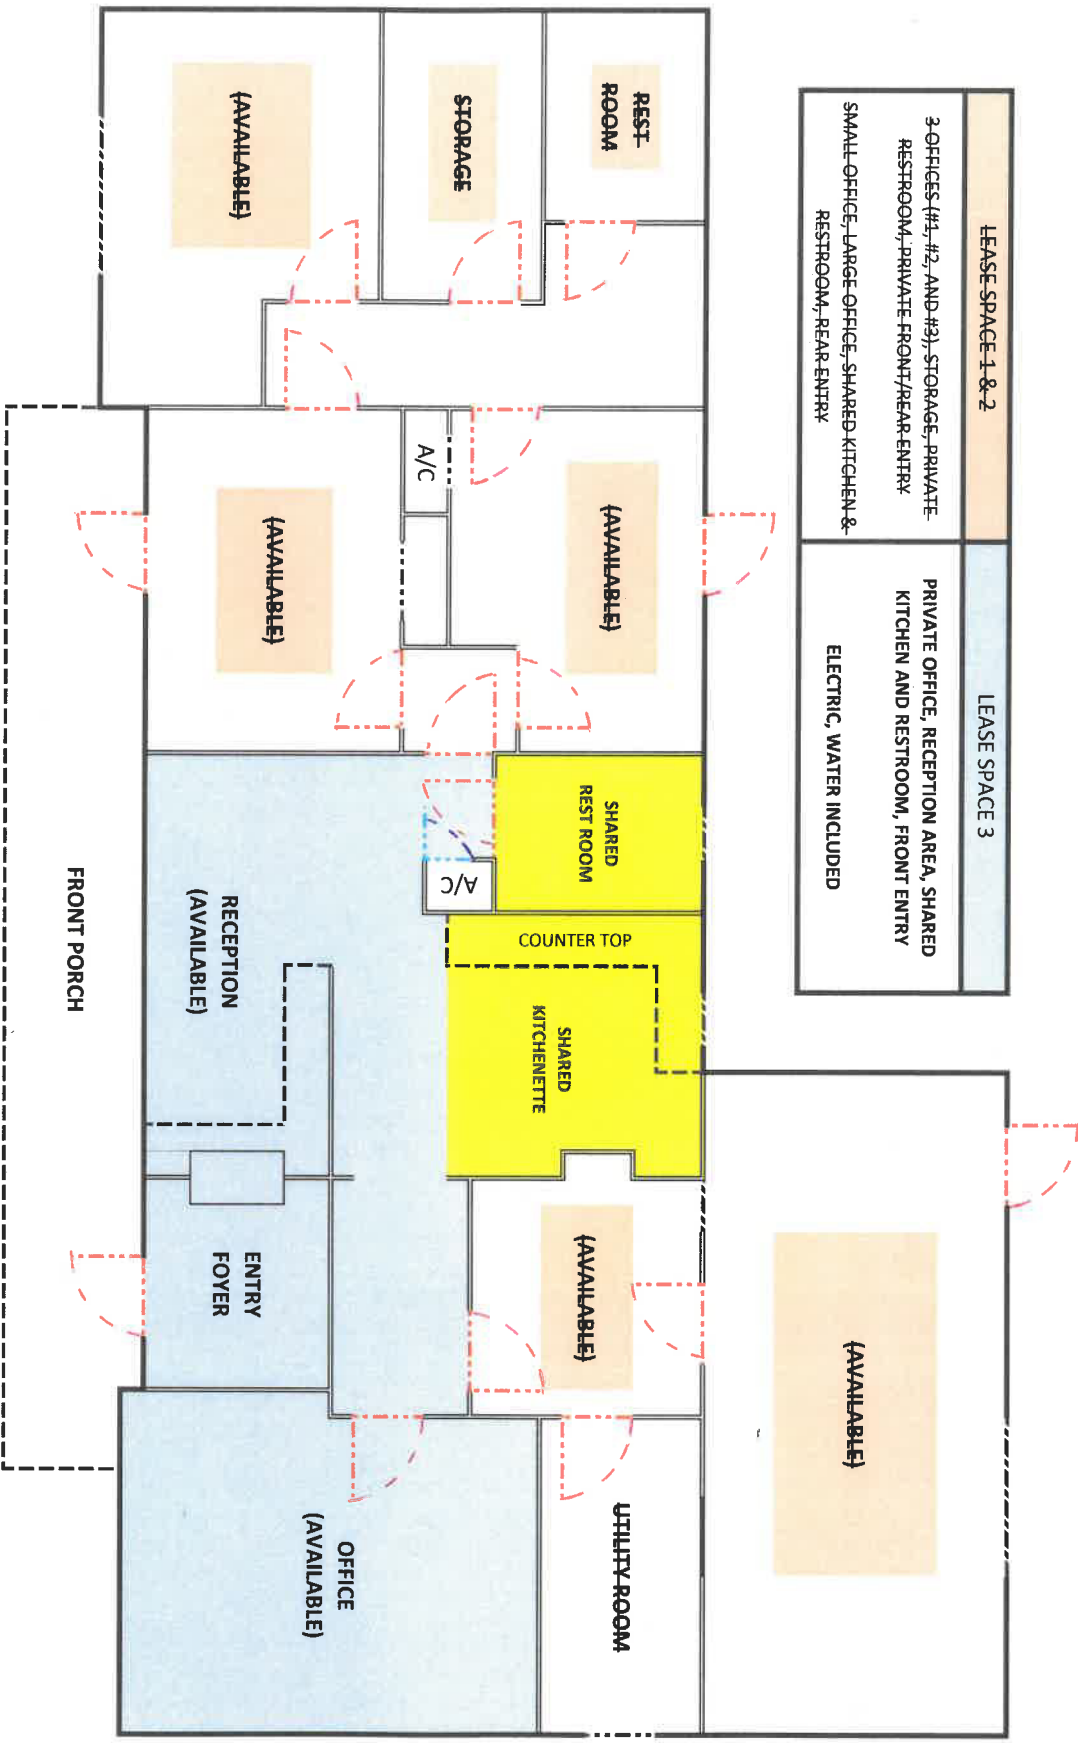 LEASE SPACE 1 & 2
3 OFFICES (#1, #2, AND #3), STORAGE, PRIVATE
RESTROOM, PRIVATE FRONT/REAR ENTRY
SMALL OFFICE, LARGE OFFICE, SHARED KITCHEN &
RESTROOM, REAR ENTRY
LEASE SPACE 3
PRIVATE OFFICE, RECEPTION AREA, SHARED
KITCHEN AND RESTROOM, FRONT ENTRY
ELECTRIC, WATER INCLUDED
REST
ROOM
STORAGE
(AVAILABLE)
(AVAILABLE)
A/C
(AVAILABLE)
SHARED
REST ROOM
A/C
COUNTER TOP
SHARED
KITCHENETTE
RECEPTION
(AVAILABLE)
FRONT PORCH
ENTRY
FOYER
(AVAILABLE)
(AVAILABLE)
UTILITY ROOM
OFFICE
(AVAILABLE)